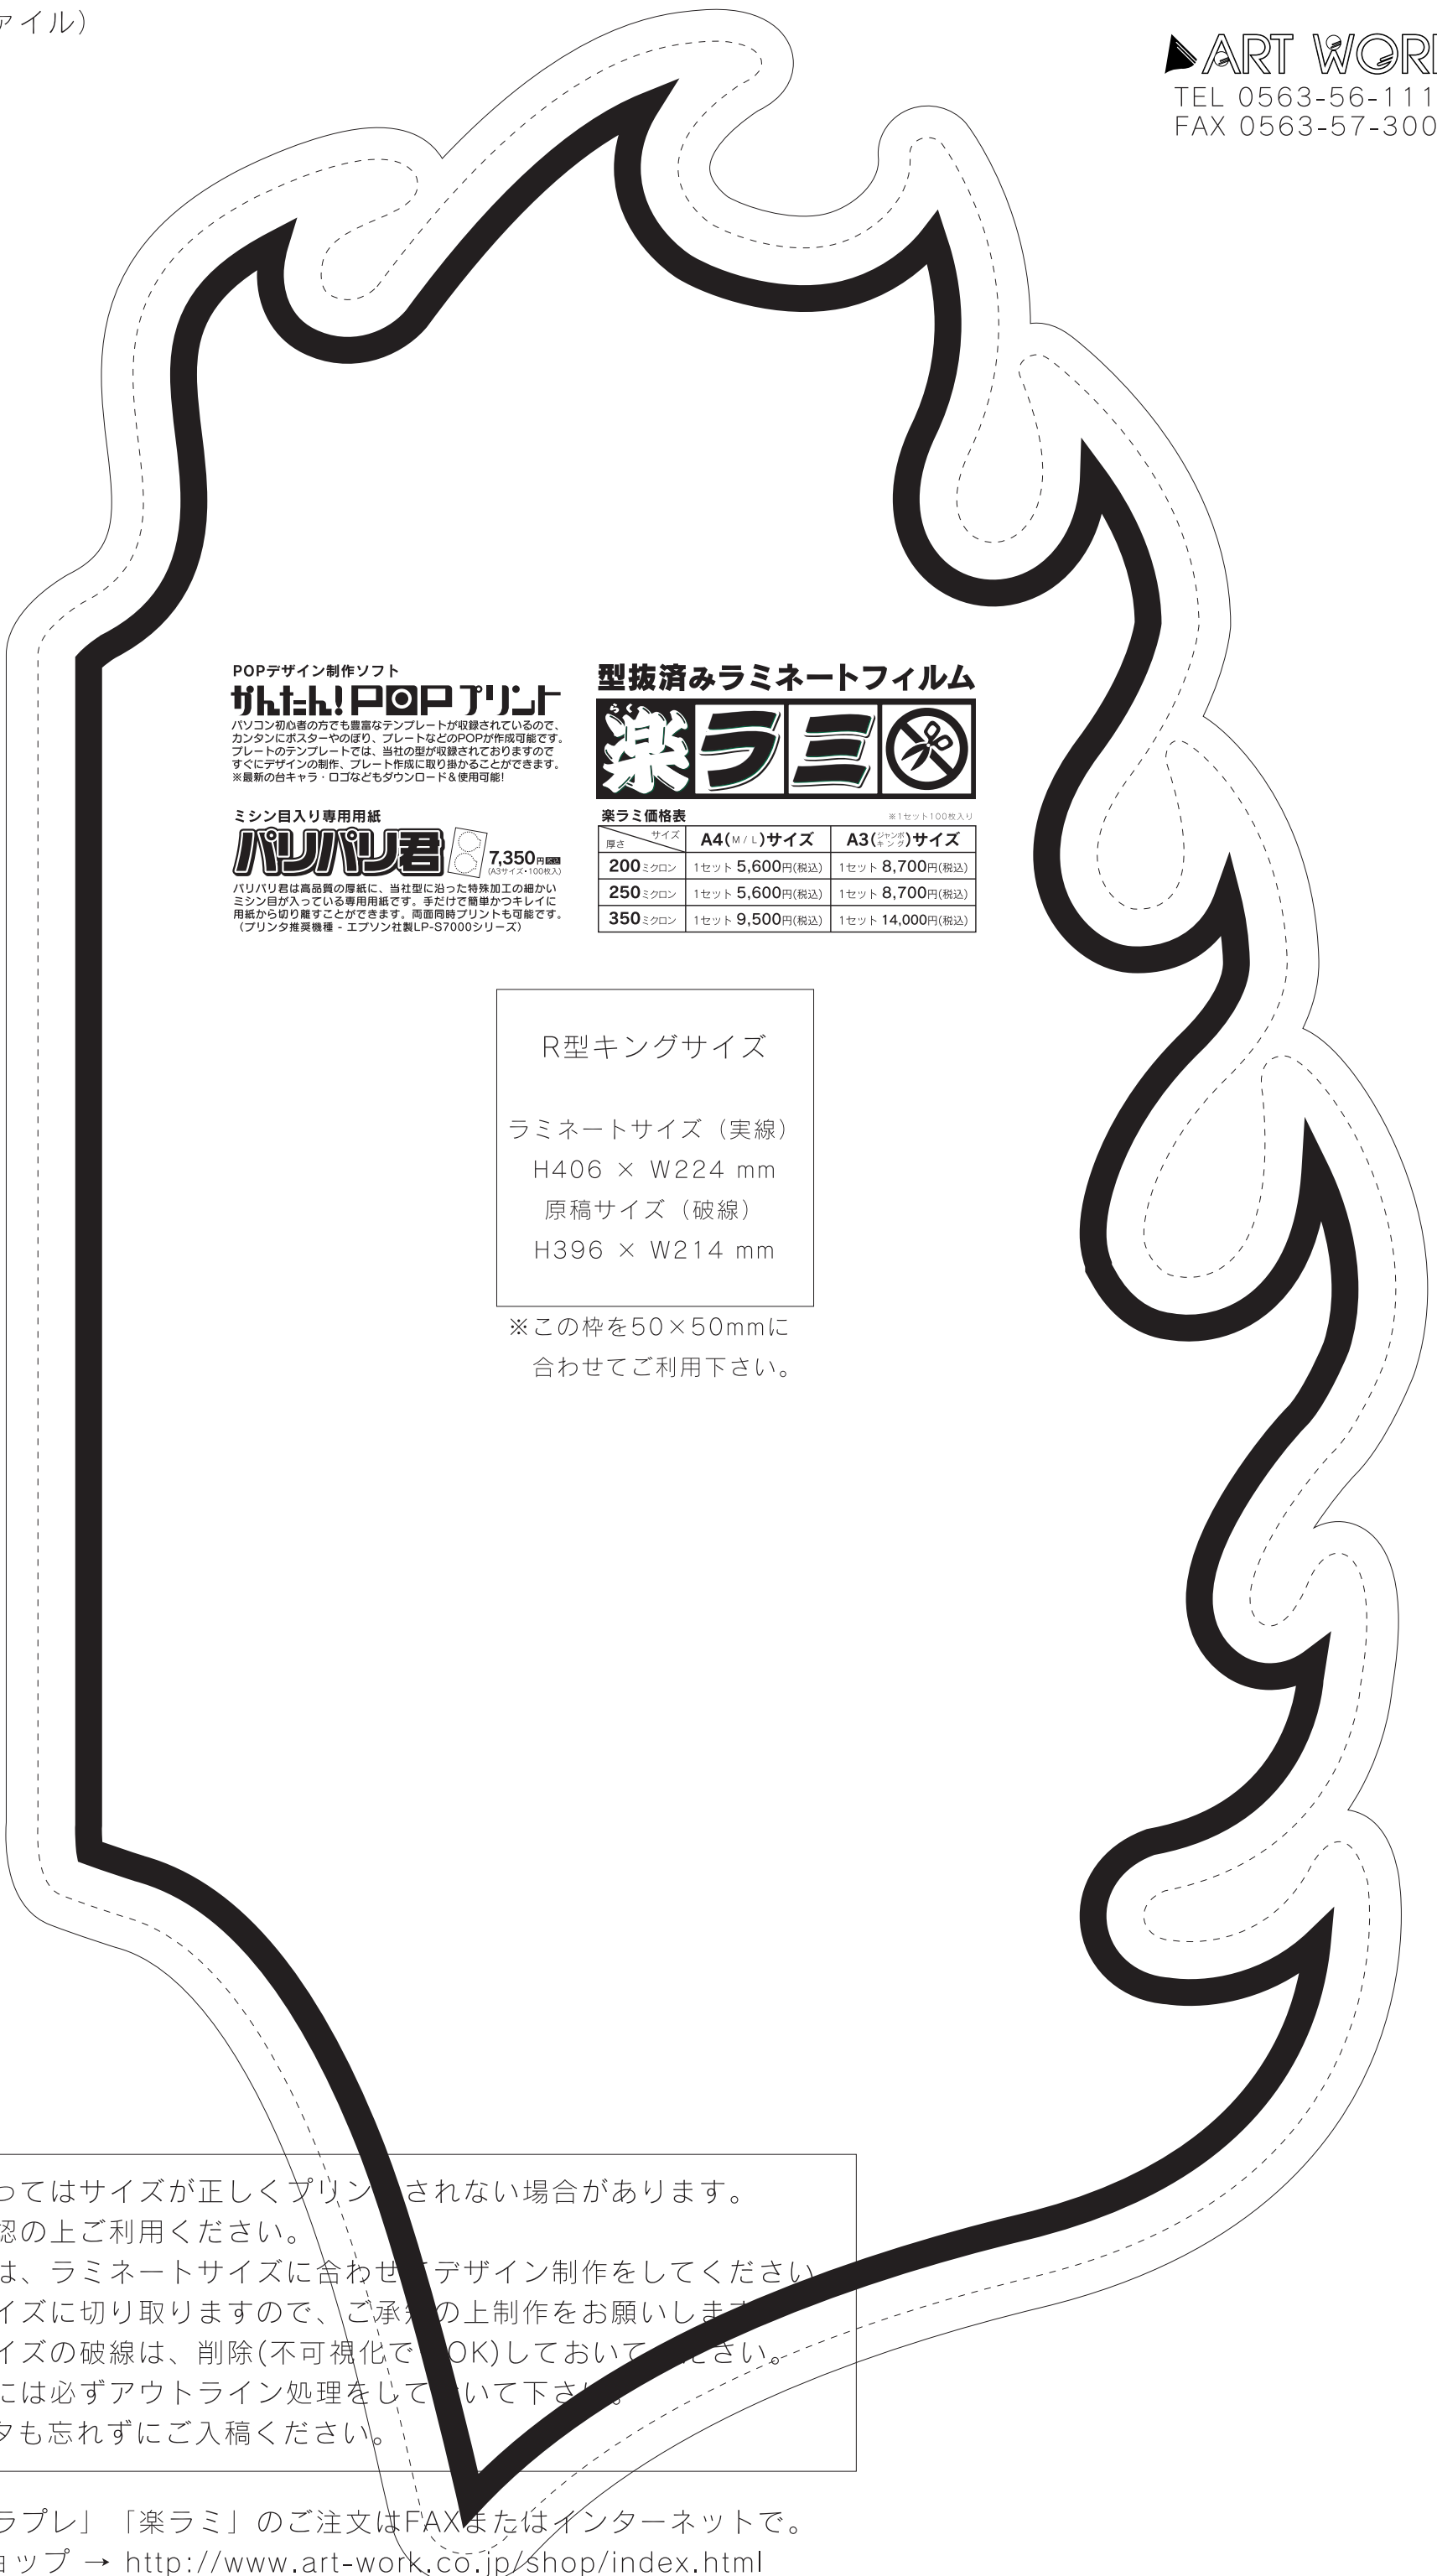 ァイル）
ART WOR
TEL 0563-56-111
FAX 0563-57-300
POPデザイン制作ソフト
かんたん!POPプリント
パソコン初心者の方でも豊富なテンプレートが収録されているので、
カンタンにポスターやのぼり、プレートなどのPOPが作成可能です。
プレートのテンプレートでは、当社の型が収録されておりますので
すぐにデザインの制作、プレート作成に取り掛かることができます。
※最新の台キャラ・ロゴなどもダウンロード＆使用可能!
ミシン目入り専用用紙
パリパリ君
7,350円税込
(A3サイズ・100枚入)
パリパリ君は高品質の厚紙に、当社型に沿った特殊加工の細かい
ミシン目が入っている専用用紙です。手だけで簡単かつキレイに
用紙から切り離すことができます。両面同時プリントも可能です。
（プリンタ推奨機種 - エプソン社製LP-S7000シリーズ）
型抜済みラミネートフィルム
らく
楽ラミ
楽ラミ価格表 ※1セット100枚入り
サイズ 厚さ A4(M / L)サイズ A3(ジャンボキング)サイズ
200ミクロン 1セット 5,600円(税込) 1セット 8,700円(税込)
250ミクロン 1セット 5,600円(税込) 1セット 8,700円(税込)
350ミクロン 1セット 9,500円(税込) 1セット 14,000円(税込)
R型キングサイズ
ラミネートサイズ（実線）
H406 × W224 mm
原稿サイズ（破線）
H396 × W214 mm
※この枠を50×50mmに
合わせてご利用下さい。
ってはサイズが正しくプリントされない場合があります。
認の上ご利用ください。
は、ラミネートサイズに合わせてデザイン制作をしてください
イズに切り取りますので、ご承知の上制作をお願いします
イズの破線は、削除(不可視化でもOK)しておいてください。
には必ずアウトライン処理をしておいて下さい。
タも忘れずにご入稿ください。
ラプレ」「楽ラミ」のご注文はFAXまたはインターネットで。
ョップ → http://www.art-work.co.jp/shop/index.html